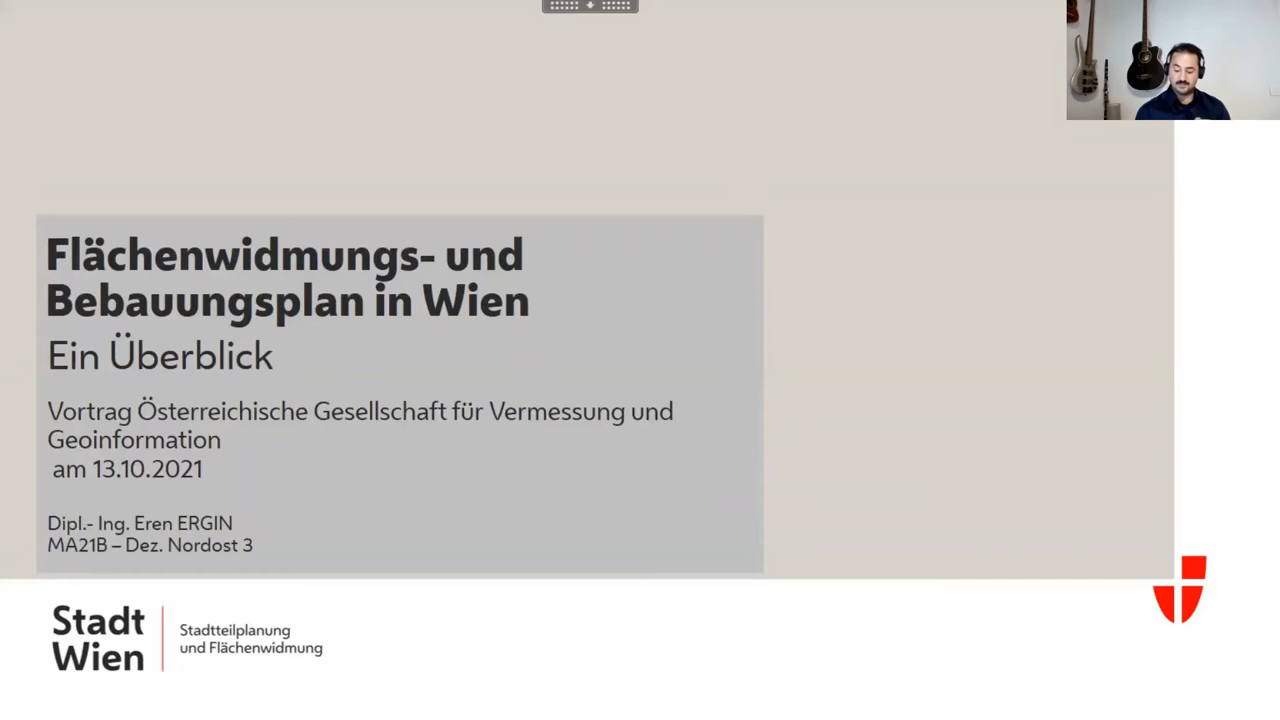 Flächenwidmungs- und
Bebauungsplan in Wien
Ein Überblick
Vortrag Österreichische Gesellschaft für Vermessung und
Geoinformation
am 13.10.2021
Dipl.- Ing. Eren ERGIN
MA21B – Dez. Nordost 3
Stadt
Wien
Stadtteilplanung
und Flächenwidmung